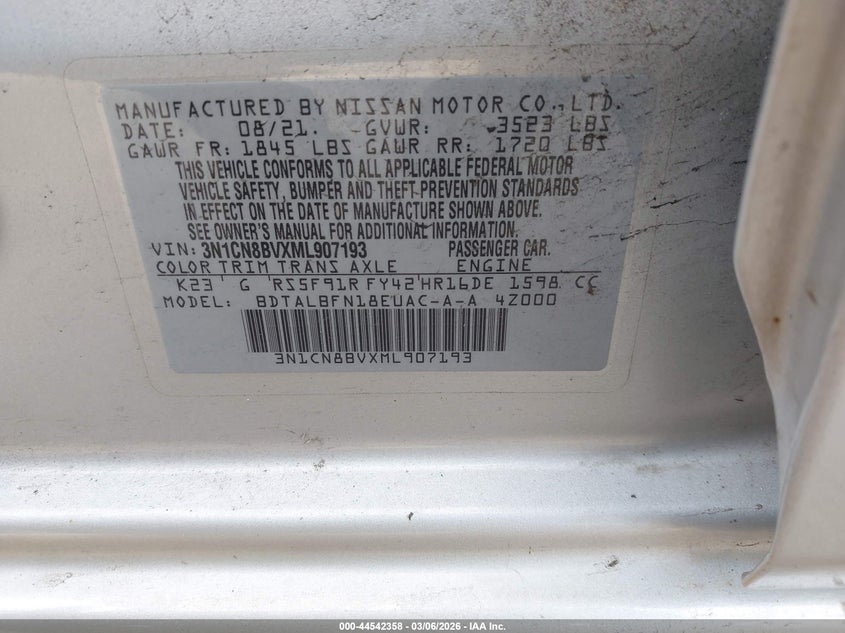 MANUFACTURED BY NISSAN MOTOR CO., LTD.
DATE: 08/21. GVWR: 3523 LBS
GAWR FR: 1845 LBS GAWR RR: 1720 LBS
THIS VEHICLE CONFORMS TO ALL APPLICABLE FEDERAL MOTOR
VEHICLE SAFETY, BUMPER AND THEFT PREVENTION STANDARDS
IN EFFECT ON THE DATE OF MANUFACTURE SHOWN ABOVE.
SEE OWNER'S MANUAL FOR ADDITIONAL INFORMATION.
VIN: 3N1CN8BVXML907193 PASSENGER CAR.
COLOR TRIM TRANS AXLE ENGINE
K23 G RS5F91R FY42 HR16DE 1598 CC
MODEL: BDTALBFN18EUAC-A-A 4Z000
3N1CN8BVXML907193
000-44542358 - 03/06/2026 - IAA Inc.